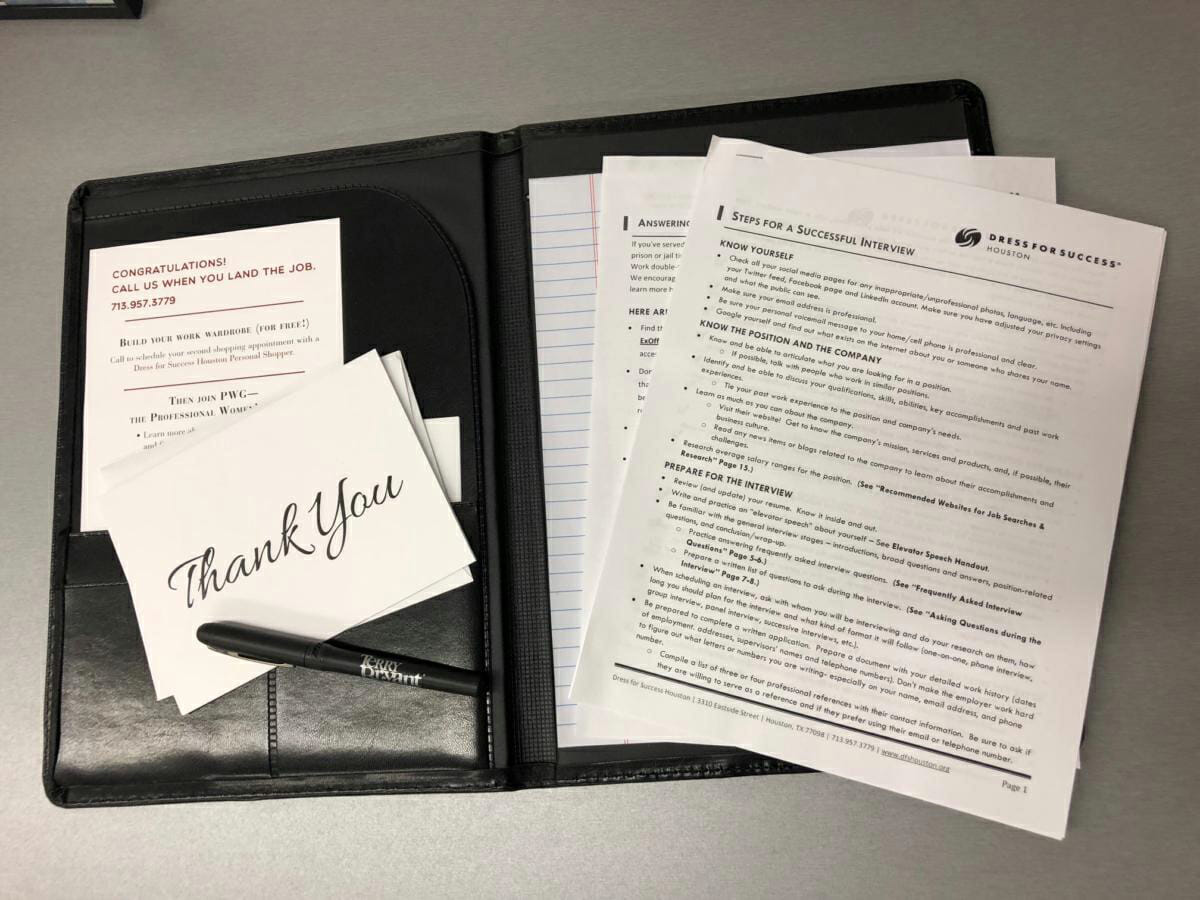 CONGRATULATIONS!
CALL US WHEN YOU LAND THE JOB.
713.957.3779
BUILD YOUR WORK WARDROBE (FOR FREE!)
Call to schedule your second shopping appointment with a
Dress for Success Houston Personal Shopper.
THEN JOIN PWG—
THE PROFESSIONAL WOMEN'
• Learn more
and
Thank You
TERRY
Bryant
ANSWERING
If you've served
prison or jail
Work double-
We encourag
learn more
HERE
• Find
ExOff
acce
• Don
STEPS FOR A SUCCESSFUL INTERVIEW
DRESS FOR SUCCESS®
HOUSTON
KNOW YOURSELF
• Check all your social media pages for any inappropriate/unprofessional photos, language, etc. Including
your Twitter feed, Facebook page and LinkedIn account. Make sure you have adjusted your privacy settings
and what the public can see.
• Make sure your email address is professional.
• Be sure your personal voicemail message to your home/cell phone is professional and clear.
• Google yourself and find out what exists on the internet about you or someone who shares your name.
KNOW THE POSITION AND THE COMPANY
• Know and be able to articulate what you are looking for in a position.
○ If possible, talk with people who work in similar positions.
• Identify and be able to discuss your qualifications, skills, abilities, key accomplishments and past work
experiences.
○ Tie your past work experience to the position and company's needs.
• Learn as much as you can about the company.
○ Visit their website! Get to know the company's mission, services and products, and, if possible, their
business culture.
○ Read any news items or blogs related to the company to learn about their accomplishments and
challenges.
• Research average salary ranges for the position. (See "Recommended Websites for Job Searches &
Research" Page 15.)
PREPARE FOR THE INTERVIEW
• Review (and update) your resume. Know it inside and out.
• Write and practice an "elevator speech" about yourself – See Elevator Speech Handout.
• Be familiar with the general interview stages – introductions, broad questions and answers, position-related
questions, and conclusion/wrap-up.
○ Practice answering frequently asked interview questions. (See "Frequently Asked Interview
Questions" Page 5-6.)
○ Prepare a written list of questions to ask during the interview. (See "Asking Questions during the
Interview" Page 7-8.)
• When scheduling an interview, ask with whom you will be interviewing and do your research on them, how
long you should plan for the interview and what kind of format it will follow (one-on-one, phone interview,
group interview, panel interview, successive interviews, etc.).
• Be prepared to complete a written application. Prepare a document with your detailed work history (dates
of employment, addresses, supervisors' names and telephone numbers). Don't make the employer work hard
to figure out what letters or numbers you are writing- especially on your name, email address, and phone
number.
○ Compile a list of three or four professional references with their contact information. Be sure to ask if
they are willing to serve as a reference and if they prefer using their email or telephone number.
Dress for Success Houston | 3310 Eastside Street | Houston, TX 77098 | 713.957.3779 | www.dfshouston.org
Page 1